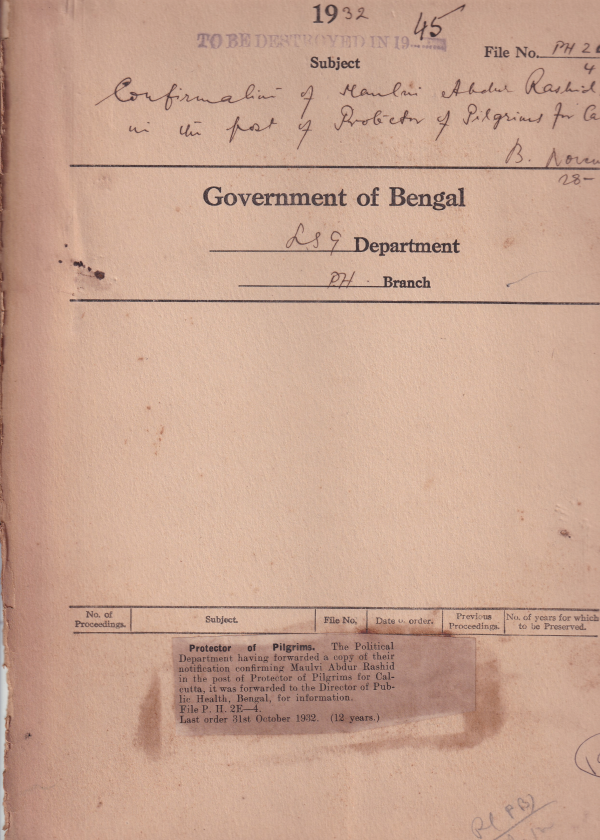 1932
TO BE DESTROYED IN 19 45
File No. PH 2E
4
Subject
Confirmation of Maulvi Abdur Rashid
in the post of Protector of Pilgrims for Ca
B. Novem
28-
Government of Bengal
LSG Department
PH. Branch
No. of Proceedings. Subject. File No. Date of order. Previous Proceedings. No. of years for which to be Preserved.
Protector of Pilgrims. The Political
Department having forwarded a copy of their
notification confirming Maulvi Abdur Rashid
in the post of Protector of Pilgrims for Cal-
cutta, it was forwarded to the Director of Pub-
lic Health, Bengal, for information.
File P. H. 2E—4.
Last order 31st October 1932. (12 years.)